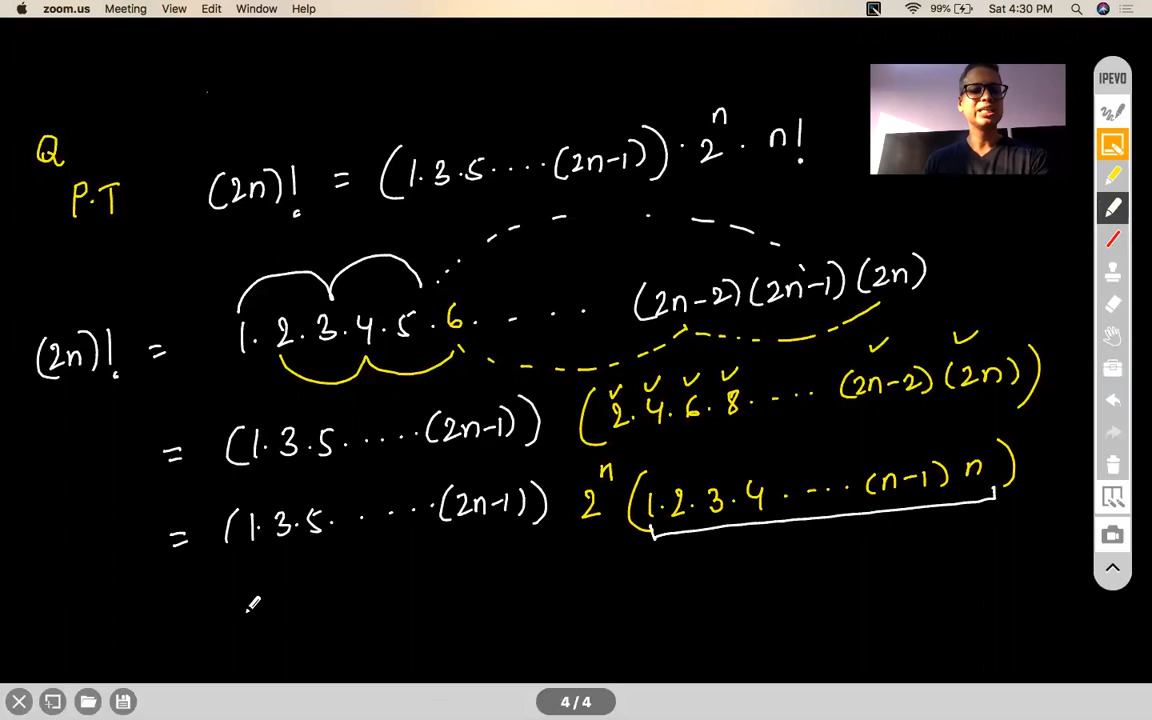 zoom.us Meeting View Edit Window Help 99% Sat 4:30 PM
IPEVO
Q
P.T (2n)! = (1.3.5....(2n-1)) . 2^n . n!
(2n)! = 1.2.3.4.5.6. - . . (2n-2)(2n-1)(2n)
= (1.3.5.....(2n-1)) (2.4.6.8.-... (2n-2)(2n))
= (1.3.5. . ....(2n-1)) 2^n (1.2.3.4 . -... (n-1) n)
4/4